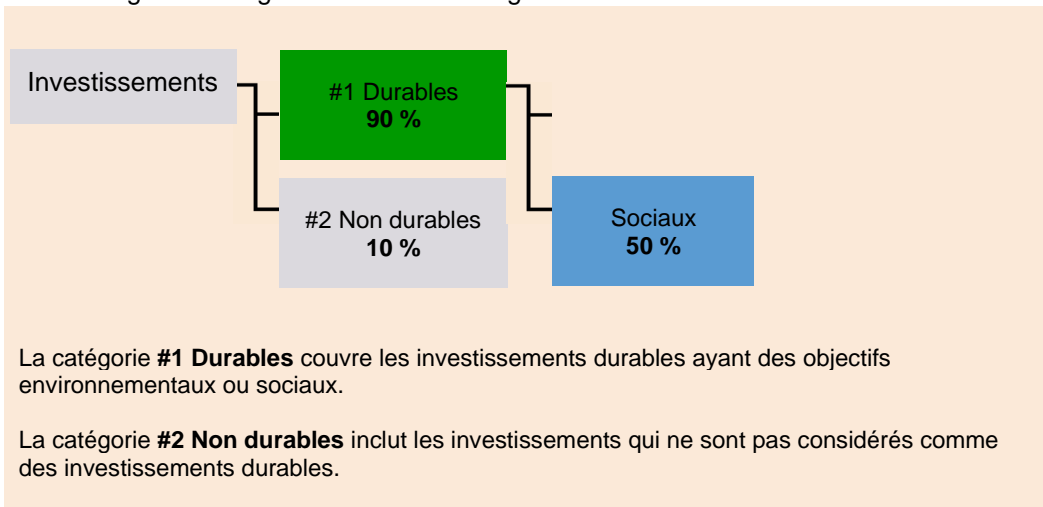 Investissements
#1 Durables
90 %
#2 Non durables
10 %
Sociaux
50 %
La catégorie #1 Durables couvre les investissements durables ayant des objectifs
environnementaux ou sociaux.
La catégorie #2 Non durables inclut les investissements qui ne sont pas considérés comme
des investissements durables.